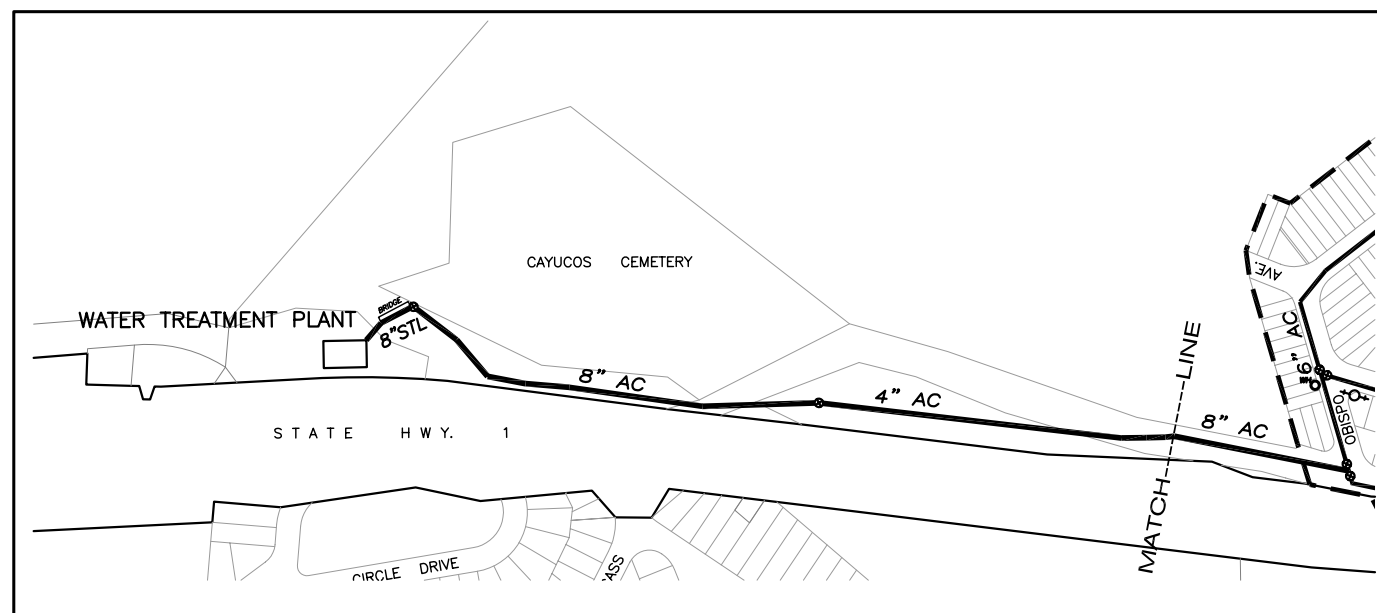 CAYUCOS CEMETERY
AVE.
BRIDGE
WATER TREATMENT PLANT
8"STL
8" AC
4" AC
LINE
MATCH
8" AC
6" AC
OBISPO
STATE HWY. 1
CIRCLE DRIVE